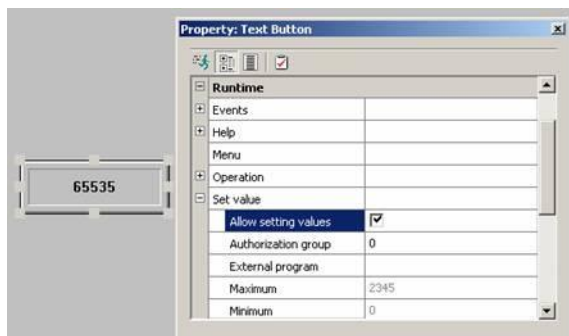 Property: Text Button
Runtime
Events
Help
Menu
Operation
Set value
Allow setting values
Authorization group 0
External program
Maximum 2345
Minimum 0
65535